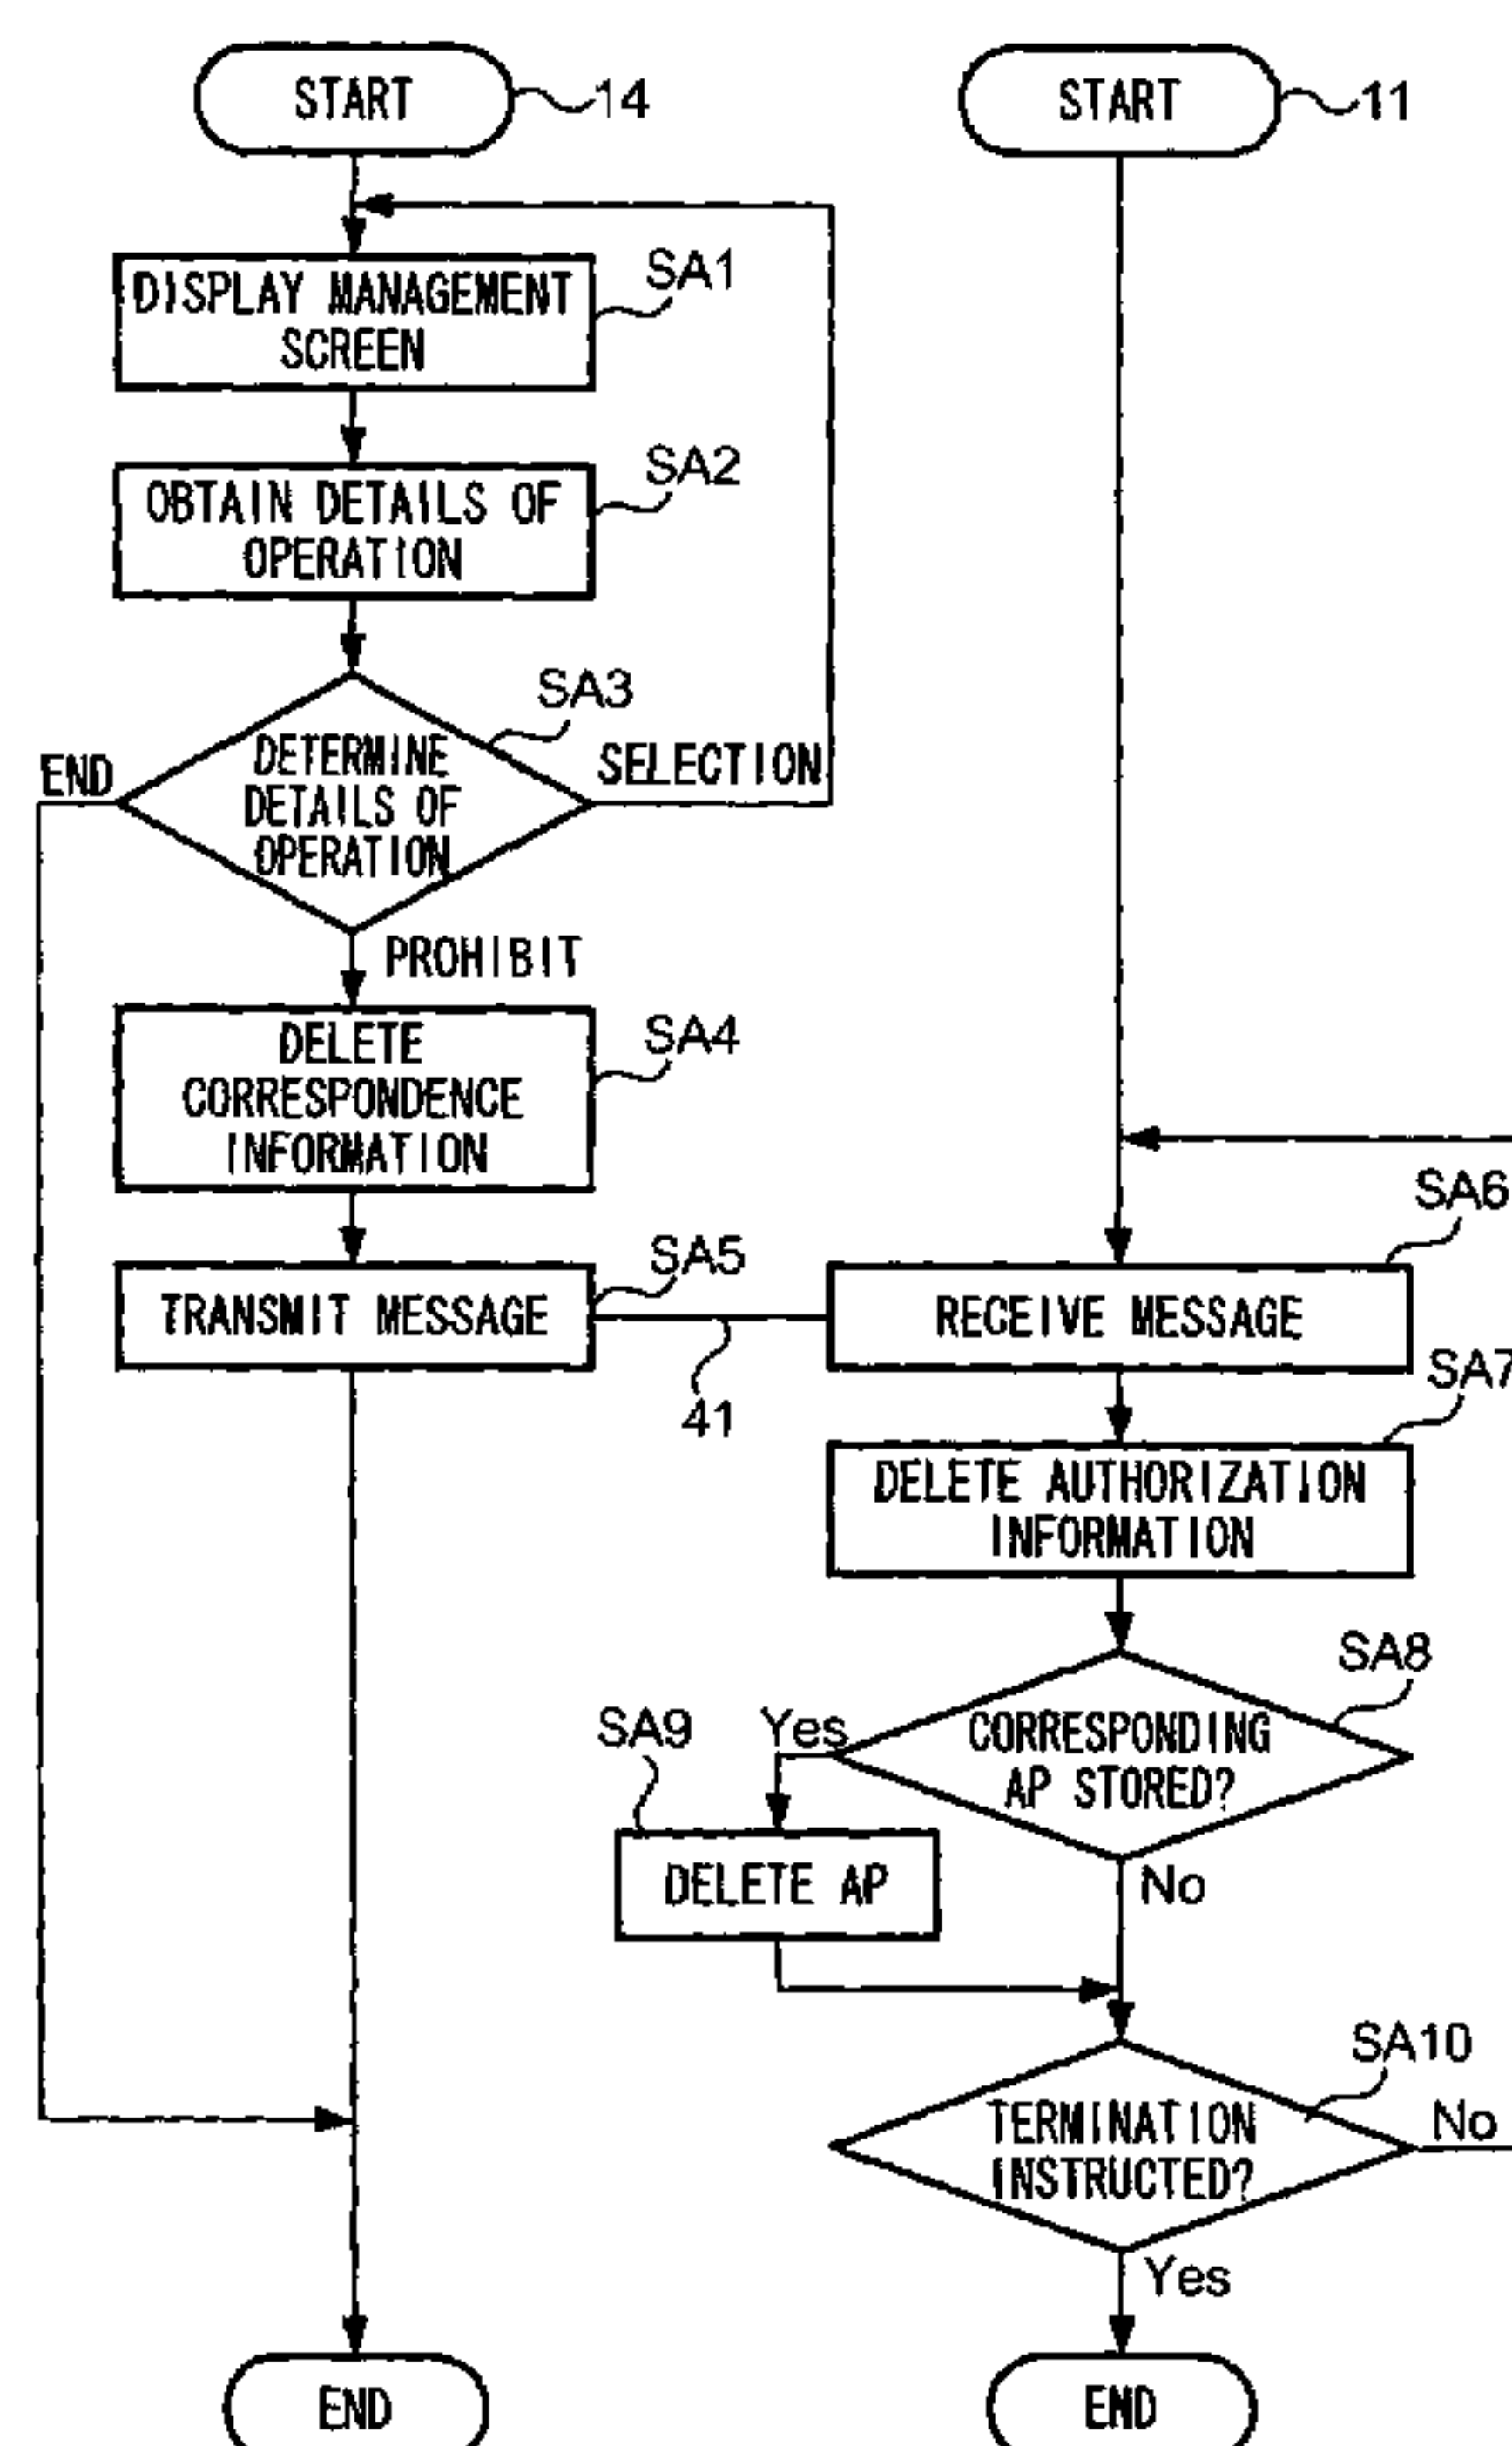 START
14
DISPLAY MANAGEMENT
SCREEN
SA1
OBTAIN DETAILS OF
OPERATION
SA2
DETERMINE
DETAILS OF
OPERATION
SA3
END
SELECTION
PROHIBIT
DELETE
CORRESPONDENCE
INFORMATION
SA4
TRANSMIT MESSAGE
SA5
41
END
START
11
RECEIVE MESSAGE
SA6
DELETE AUTHORIZATION
INFORMATION
SA7
CORRESPONDING
AP STORED?
SA8
Yes
No
SA9
DELETE AP
TERMINATION
INSTRUCTED?
SA10
No
Yes
END